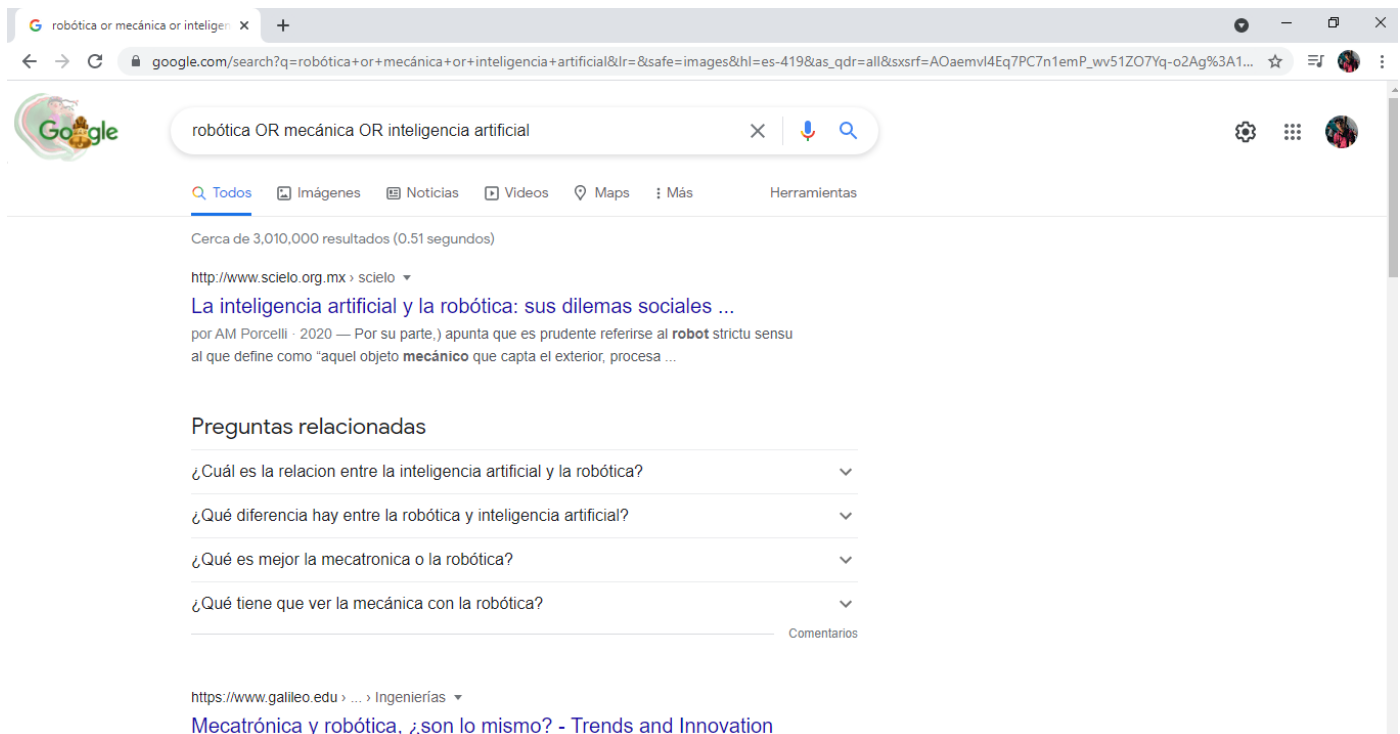 robótica or mecánica or inteligen
google.com/search?q=robótica+or+mecánica+or+inteligencia+artificial&lr=&safe=images&hl=es-419&as_qdr=all&sxsrf=AOaemvl4Eq7PC7n1emP_wv51ZO7Yq-o2Ag%3A1...
Google
robótica OR mecánica OR inteligencia artificial
Todos Imágenes Noticias Videos Maps Más Herramientas
Cerca de 3,010,000 resultados (0.51 segundos)
http://www.scielo.org.mx › scielo
La inteligencia artificial y la robótica: sus dilemas sociales ...
por AM Porcelli · 2020 — Por su parte,) apunta que es prudente referirse al robot strictu sensu
al que define como “aquel objeto mecánico que capta el exterior, procesa ...
Preguntas relacionadas
¿Cuál es la relacion entre la inteligencia artificial y la robótica?
¿Qué diferencia hay entre la robótica y inteligencia artificial?
¿Qué es mejor la mecatronica o la robótica?
¿Qué tiene que ver la mecánica con la robótica?
Comentarios
https://www.galileo.edu › ... › Ingenierías
Mecatrónica y robótica, ¿son lo mismo? - Trends and Innovation